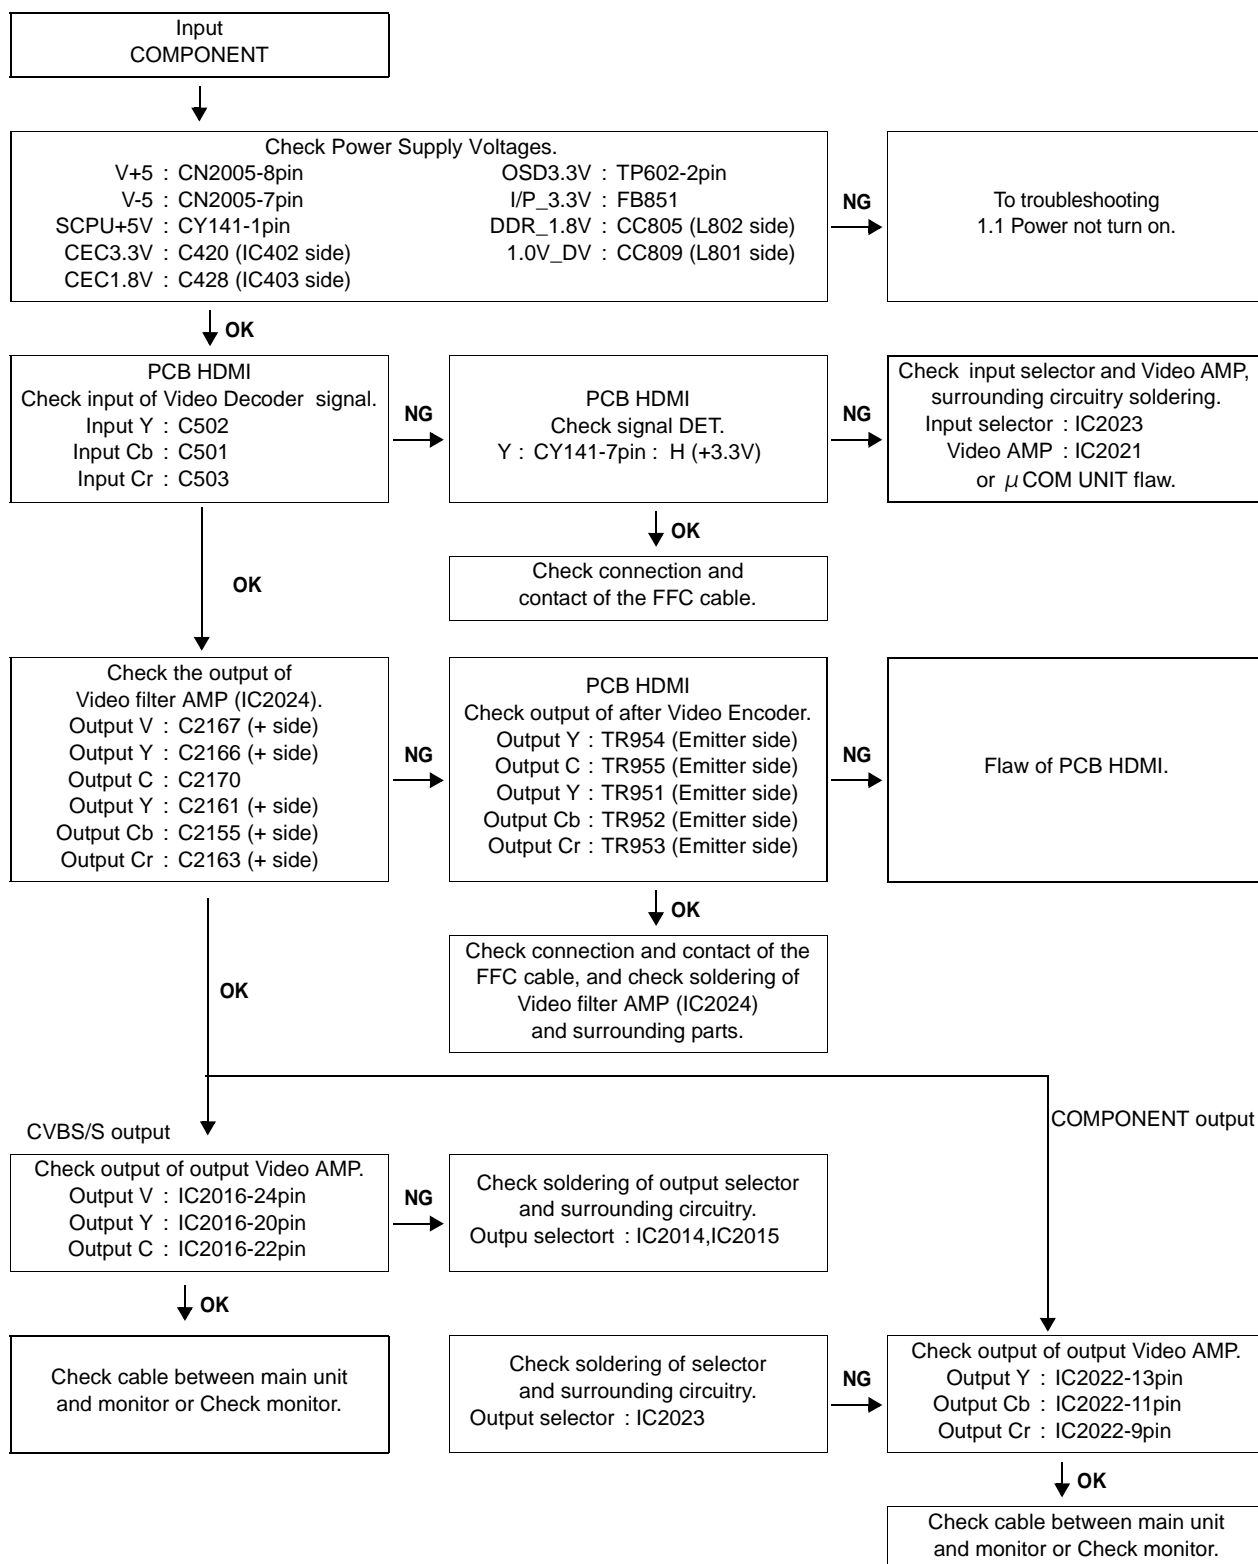 Input
COMPONENT
Check Power Supply Voltages.
V+5 : CN2005-8pin
V-5 : CN2005-7pin
SCPU+5V : CY141-1pin
CEC3.3V : C420 (IC402 side)
CEC1.8V : C428 (IC403 side)
OSD3.3V : TP602-2pin
I/P_3.3V : FB851
DDR_1.8V : CC805 (L802 side)
1.0V_DV : CC809 (L801 side)
NG
To troubleshooting
1.1 Power not turn on.
OK
PCB HDMI
Check input of Video Decoder signal.
Input Y : C502
Input Cb : C501
Input Cr : C503
NG
PCB HDMI
Check signal DET.
Y : CY141-7pin : H (+3.3V)
NG
Check input selector and Video AMP,
surrounding circuitry soldering.
Input selector : IC2023
Video AMP : IC2021
or μCOM UNIT flaw.
OK
Check connection and
contact of the FFC cable.
OK
Check the output of
Video filter AMP (IC2024).
Output V : C2167 (+ side)
Output Y : C2166 (+ side)
Output C : C2170
Output Y : C2161 (+ side)
Output Cb : C2155 (+ side)
Output Cr : C2163 (+ side)
NG
PCB HDMI
Check output of after Video Encoder.
Output Y : TR954 (Emitter side)
Output C : TR955 (Emitter side)
Output Y : TR951 (Emitter side)
Output Cb : TR952 (Emitter side)
Output Cr : TR953 (Emitter side)
NG
Flaw of PCB HDMI.
OK
Check connection and contact of the
FFC cable, and check soldering of
Video filter AMP (IC2024)
and surrounding parts.
OK
CVBS/S output
COMPONENT output
Check output of output Video AMP.
Output V : IC2016-24pin
Output Y : IC2016-20pin
Output C : IC2016-22pin
NG
Check soldering of output selector
and surrounding circuitry.
Outpu selectort : IC2014,IC2015
OK
Check cable between main unit
and monitor or Check monitor.
Check soldering of selector
and surrounding circuitry.
Output selector : IC2023
NG
Check output of output Video AMP.
Output Y : IC2022-13pin
Output Cb : IC2022-11pin
Output Cr : IC2022-9pin
OK
Check cable between main unit
and monitor or Check monitor.